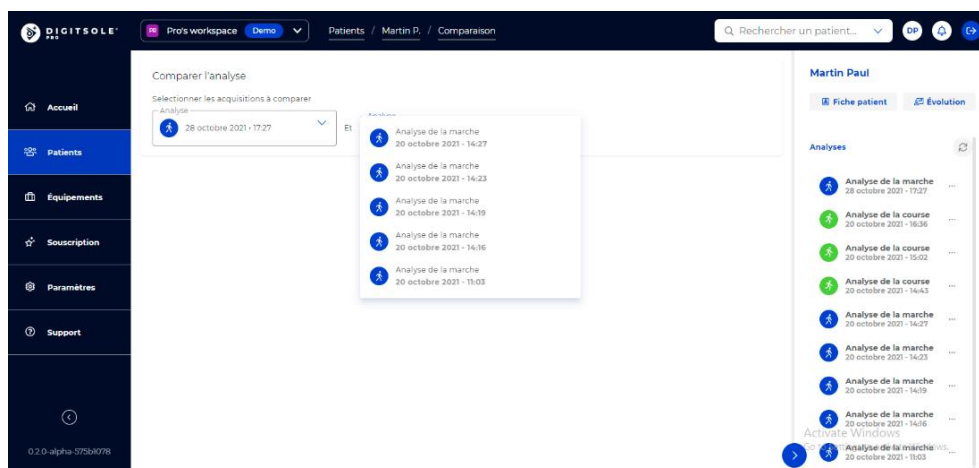 DIGITSOLE
PRO
PR Pro's workspace Demo
Patients / Martin P. / Comparaison
Rechercher un patient...
DP
Accueil
Patients
Équipements
Souscription
Paramètres
Support
0.2.0-alpha-575b1078
Comparer l'analyse
Selectionner les acquisitions à comparer
Analyse
28 octobre 2021 - 17:27
Et
Analyse
Analyse de la marche
20 octobre 2021 - 14:27
Analyse de la marche
20 octobre 2021 - 14:23
Analyse de la marche
20 octobre 2021 - 14:19
Analyse de la marche
20 octobre 2021 - 14:16
Analyse de la marche
20 octobre 2021 - 11:03
Martin Paul
Fiche patient
Évolution
Analyses
Analyse de la marche
28 octobre 2021 - 17:27
Analyse de la course
20 octobre 2021 - 16:36
Analyse de la course
20 octobre 2021 - 15:02
Analyse de la course
20 octobre 2021 - 14:43
Analyse de la marche
20 octobre 2021 - 14:27
Analyse de la marche
20 octobre 2021 - 14:23
Analyse de la marche
20 octobre 2021 - 14:19
Analyse de la marche
20 octobre 2021 - 14:16
Activate Windows
Analyse de la marche
20 octobre 2021 - 11:03